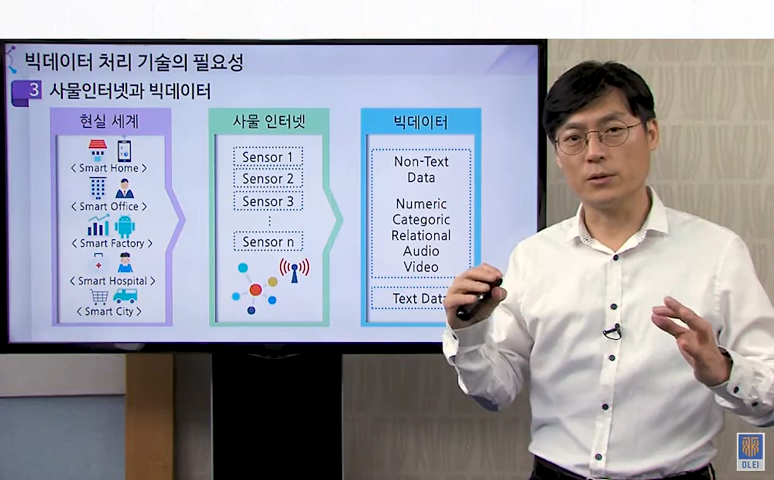 빅데이터 처리 기술의 필요성
3 사물인터넷과 빅데이터
현실 세계
< Smart Home >
< Smart Office >
< Smart Factory >
< Smart Hospital >
< Smart City >
사물 인터넷
Sensor 1
Sensor 2
Sensor 3
⋮
Sensor n
빅데이터
Non-Text
Data
Numeric
Categoric
Relational
Audio
Video
Text Data
OLEI